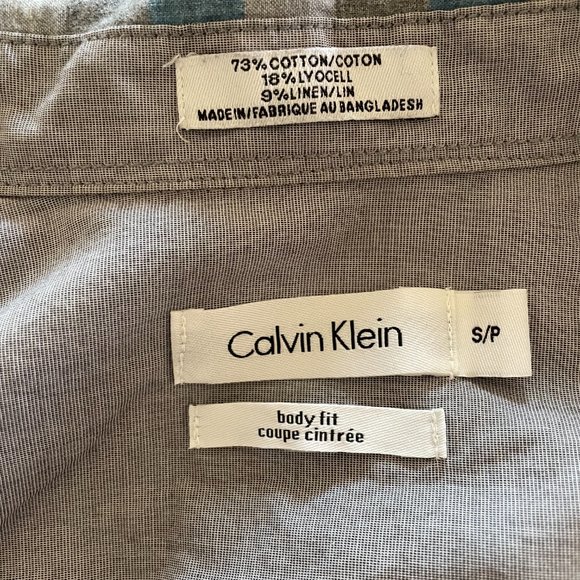 73% COTTON/COTON
18% LYOCELL
9% LINEN/LIN
MADE IN/FABRIQUE AU BANGLADESH
Calvin Klein
S/P
body fit
coupe cintrée